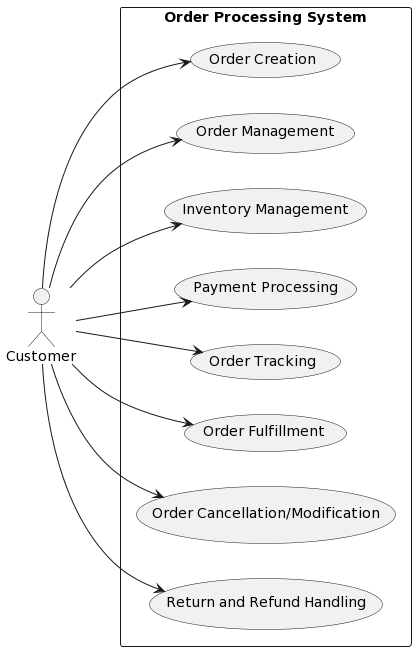 Order Processing System
Order Creation
Order Management
Inventory Management
Payment Processing
Order Tracking
Customer
Order Fulfillment
Order Cancellation/Modification
Return and Refund Handling